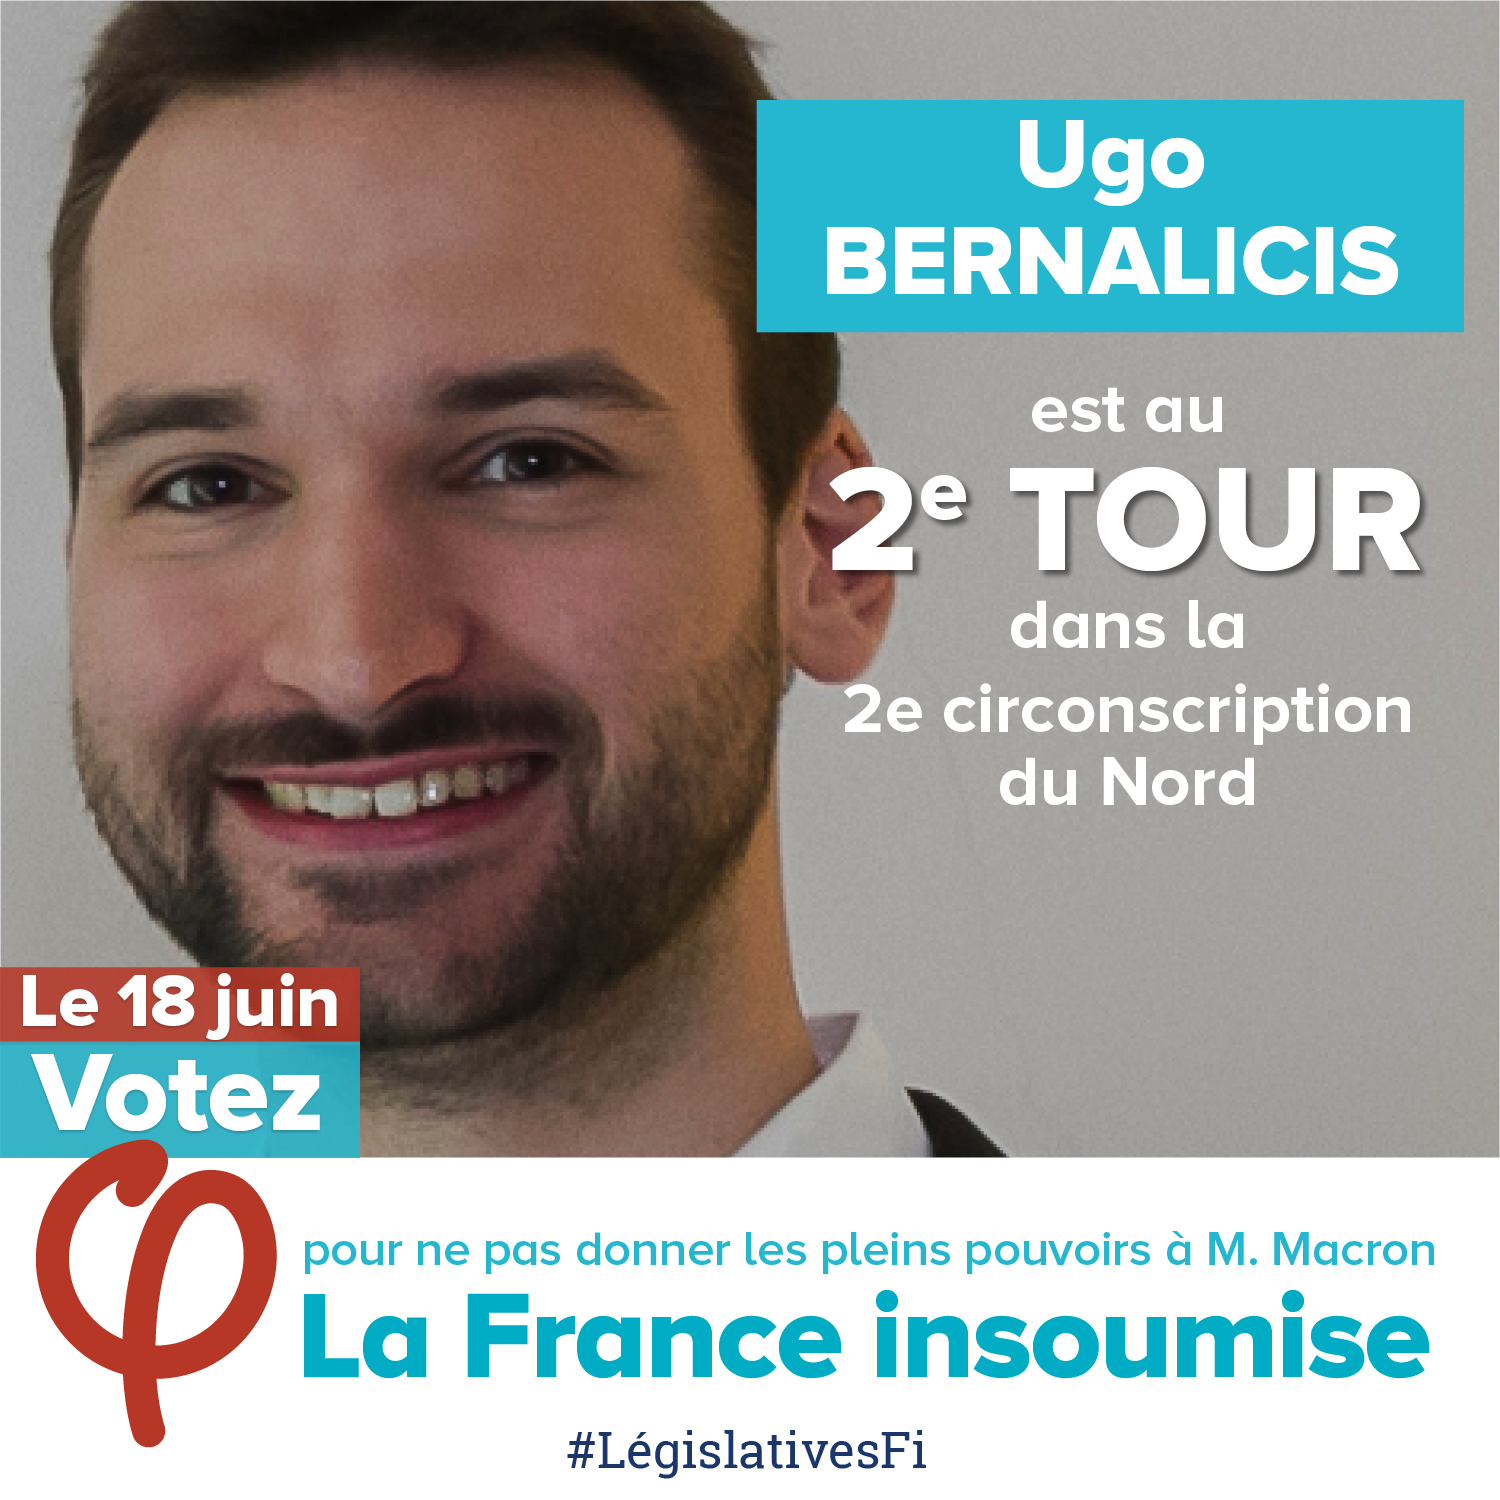 Ugo
BERNALICIS
est au
2e TOUR
dans la
2e circonscription
du Nord
Le 18 juin
Votez
φ
pour ne pas donner les pleins pouvoirs à M. Macron
La France insoumise
#LégislativesFi